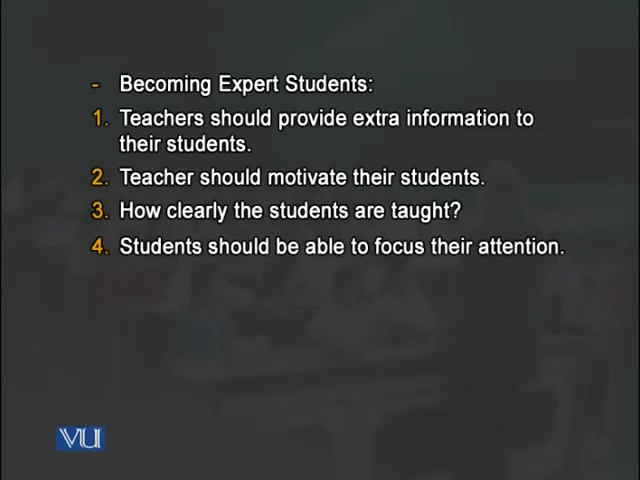 - Becoming Expert Students:
1. Teachers should provide extra information to
their students.
2. Teacher should motivate their students.
3. How clearly the students are taught?
4. Students should be able to focus their attention.
VU